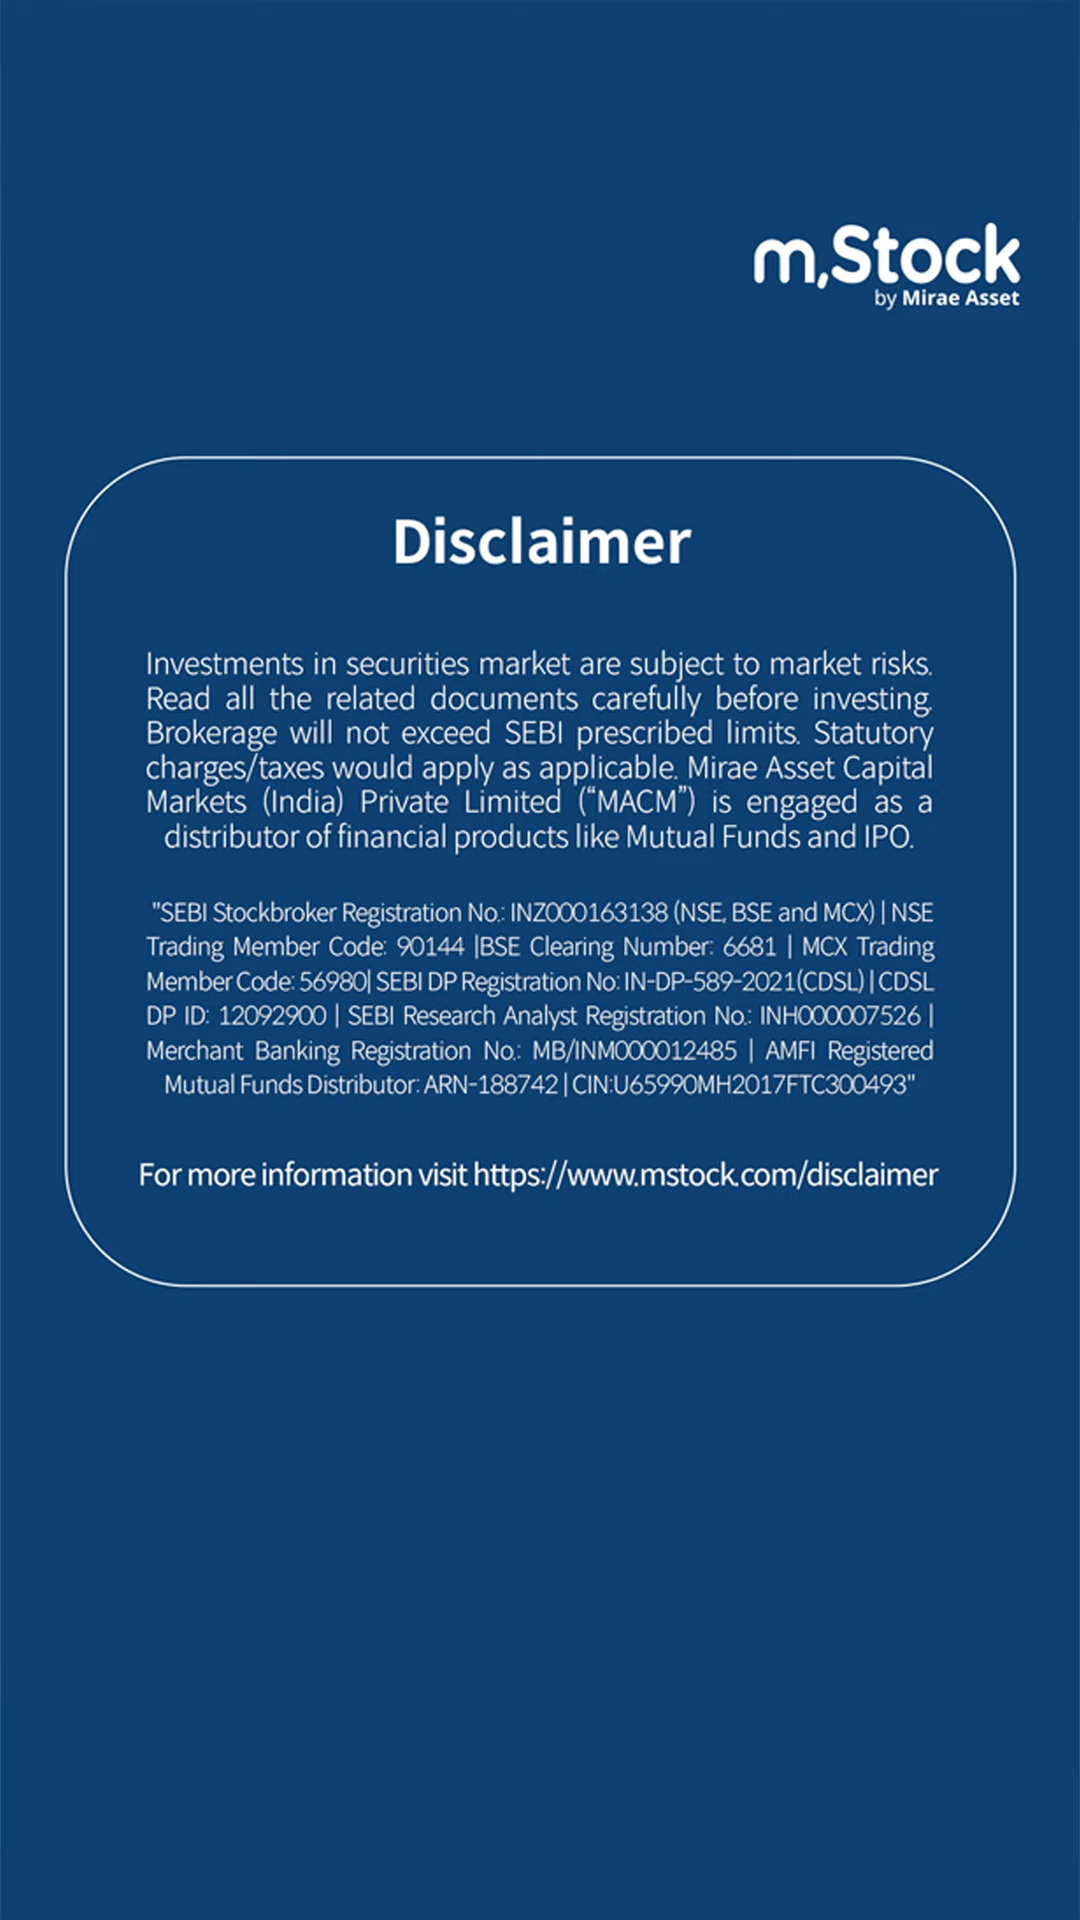 m,Stock
by Mirae Asset
Disclaimer
Investments in securities market are subject to market risks.
Read all the related documents carefully before investing.
Brokerage will not exceed SEBI prescribed limits. Statutory
charges/taxes would apply as applicable. Mirae Asset Capital
Markets (India) Private Limited (“MACM”) is engaged as a
distributor of financial products like Mutual Funds and IPO.
"SEBI Stockbroker Registration No.: INZ000163138 (NSE, BSE and MCX) | NSE
Trading Member Code: 90144 |BSE Clearing Number: 6681 | MCX Trading
Member Code: 56980| SEBI DP Registration No: IN-DP-589-2021(CDSL) | CDSL
DP ID: 12092900 | SEBI Research Analyst Registration No.: INH000007526 |
Merchant Banking Registration No.: MB/INM000012485 | AMFI Registered
Mutual Funds Distributor: ARN-188742 | CIN:U65990MH2017FTC300493"
For more information visit https://www.mstock.com/disclaimer